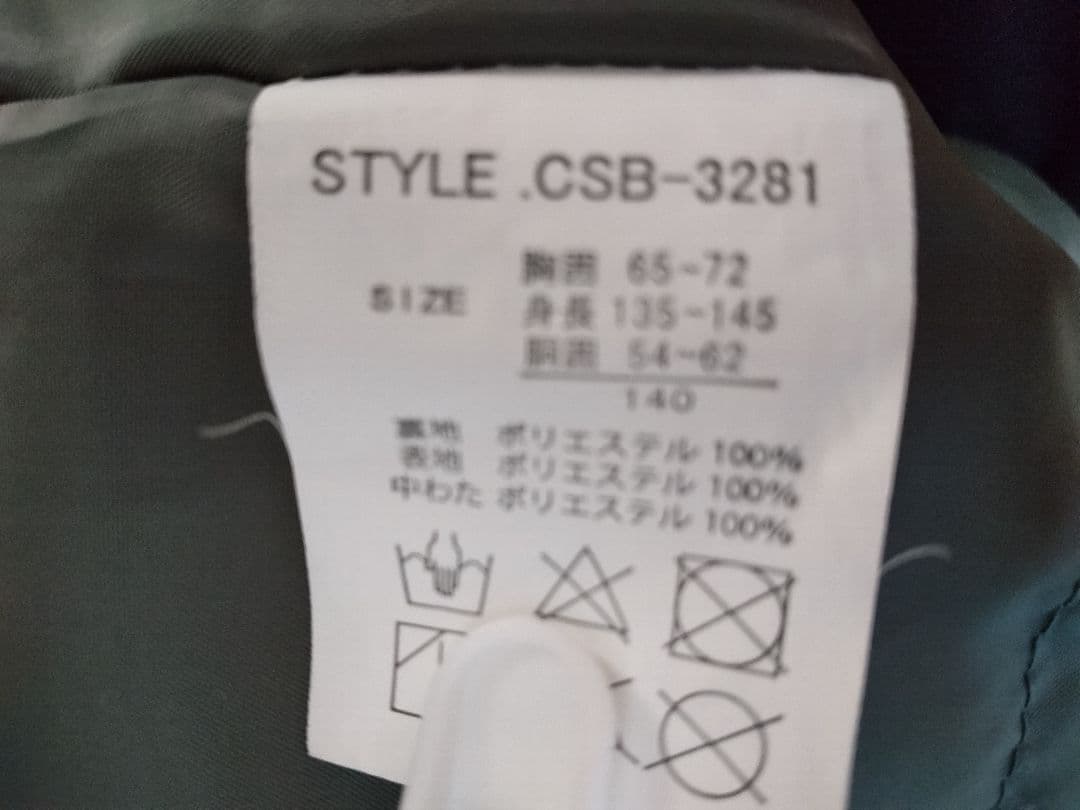 STYLE .CSB-3281
SIZE
胸囲 65-72
身長 135-145
胴囲 54-62
140
裏地 ポリエステル 100%
表地 ポリエステル 100%
中わた ポリエステル 100%